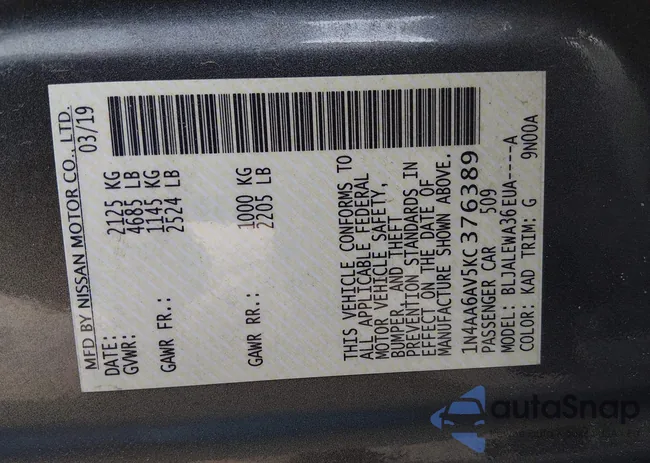 MFD BY NISSAN MOTOR CO., LTD.
DATE: 03/19
GVWR: 2125 KG
4685 LB
GAWR FR.: 1145 KG
2524 LB
GAWR RR.: 1000 KG
2205 LB
THIS VEHICLE CONFORMS TO
ALL APPLICABLE FEDERAL
MOTOR VEHICLE SAFETY,
BUMPER, AND THEFT
PREVENTION STANDARDS IN
EFFECT ON THE DATE OF
MANUFACTURE SHOWN ABOVE.
1N4AA6AV5KC376389
PASSENGER CAR 509
MODEL: BLJALEWA36EUA----A
COLOR: KAD TRIM: G 9N00A
autoSnap